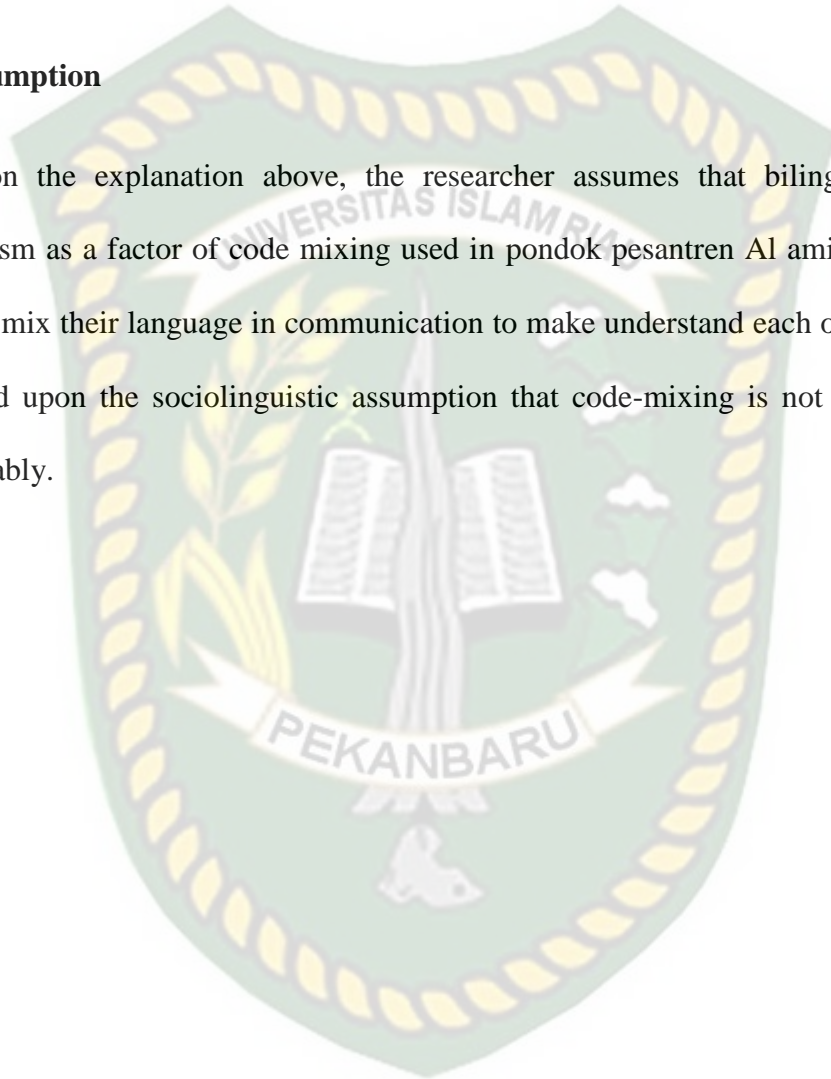 umption
on the explanation above, the researcher assumes that biling
sm as a factor of code mixing used in pondok pesantren Al ami
mix their language in communication to make understand each o
d upon the sociolinguistic assumption that code-mixing is not
ably.
UNIVERSITAS ISLAM RIAU
PEKANBARU